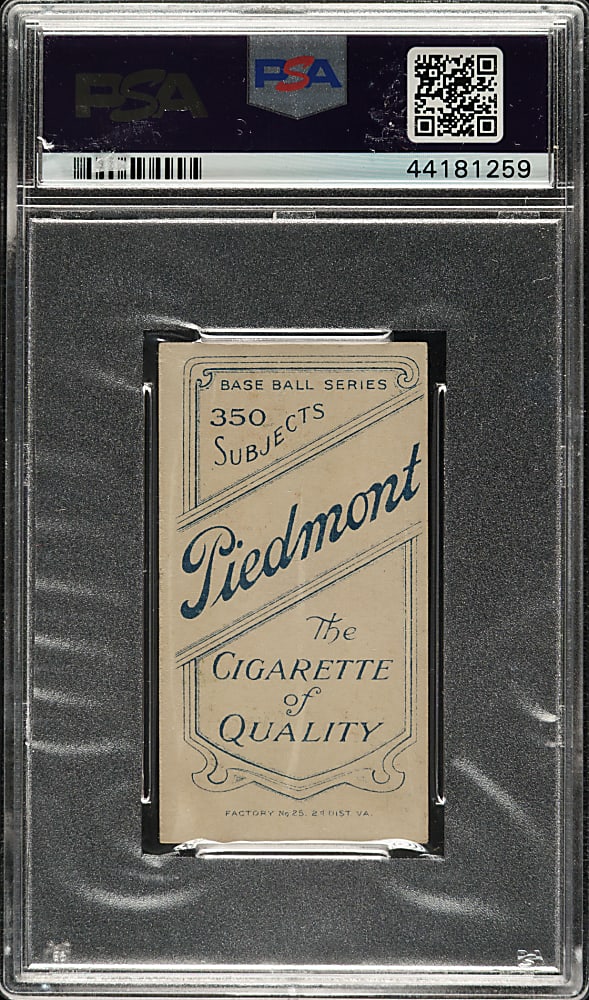 PSA
PSA
44181259
BASE BALL SERIES
350
SUBJECTS
Piedmont
The
CIGARETTE
of
QUALITY
FACTORY No 25. 2d DIST. VA.